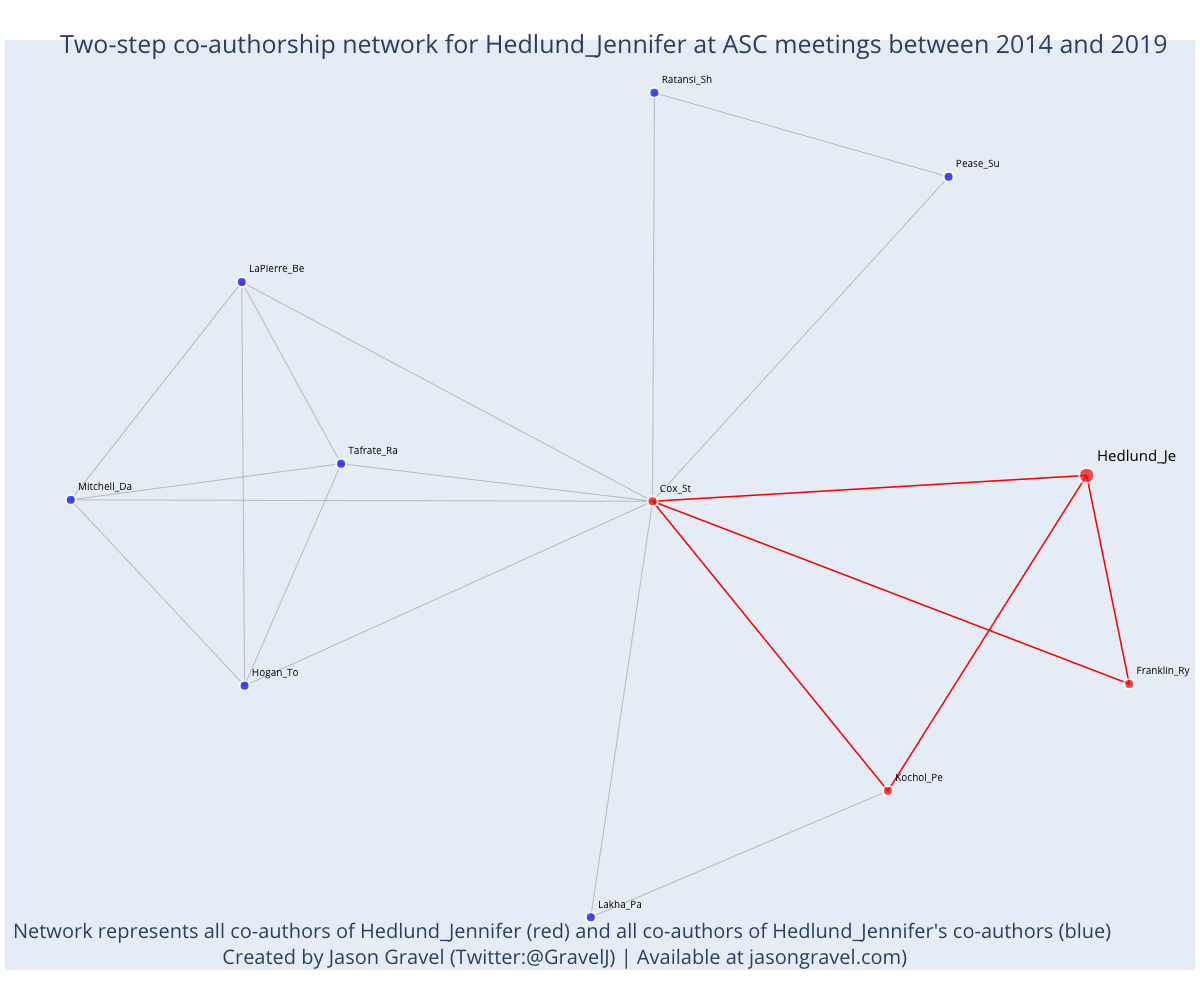 Two-step co-authorship network for Hedlund_Jennifer at ASC meetings between 2014 and 2019
Ratansi_Sh
Pease_Su
LaPierre_Be
Tafrate_Ra
Hedlund_Je
Mitchell_Da
Cox_St
Hogan_To
Franklin_Ry
Kochol_Pe
Lakha_Pa
Network represents all co-authors of Hedlund_Jennifer (red) and all co-authors of Hedlund_Jennifer's co-authors (blue)
Created by Jason Gravel (Twitter:@GravelJ) | Available at jasongravel.com)